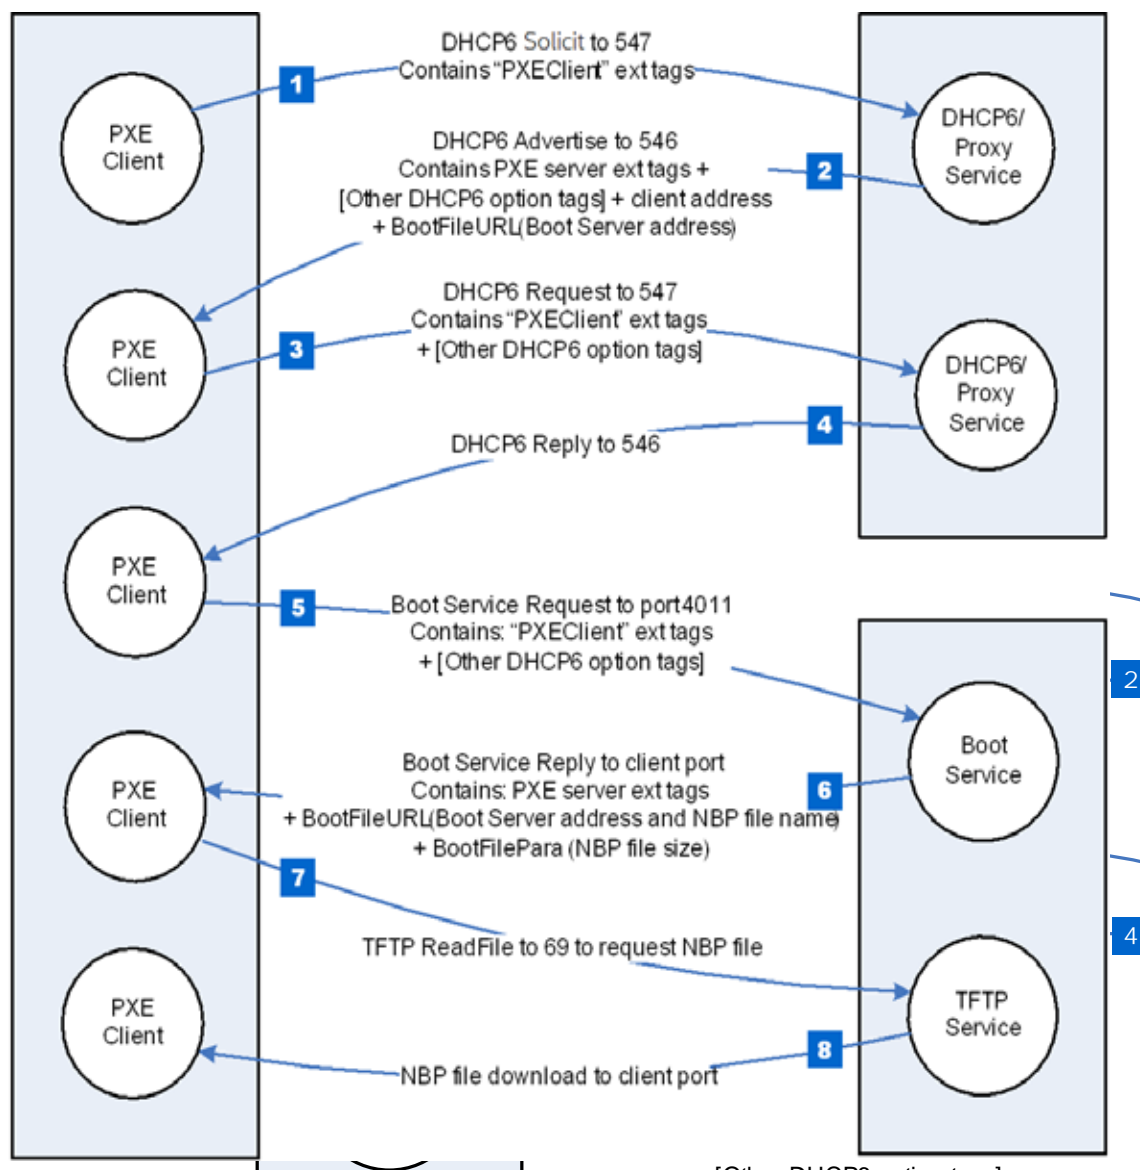 DHCP6 Solicit to 547
Contains “PXEClient” ext tags
1
PXE
Client
DHCP6/
Proxy
Service
DHCP6 Advertise to 546
Contains PXE server ext tags +
[Other DHCP6 option tags] + client address
+ BootFileURL(Boot Server address)
2
PXE
Client
DHCP6 Request to 547
Contains “PXEClient” ext tags
+ [Other DHCP6 option tags]
3
DHCP6/
Proxy
Service
4
DHCP6 Reply to 546
PXE
Client
5
Boot Service Request to port 4011
Contains: “PXEClient” ext tags
+ [Other DHCP6 option tags]
2
Boot
Service
PXE
Client
Boot Service Reply to client port
Contains: PXE server ext tags
+ BootFileURL(Boot Server address and NBP file name)
+ BootFilePara (NBP file size)
6
7
TFTP ReadFile to 69 to request NBP file
4
PXE
Client
TFTP
Service
8
NBP file download to client port